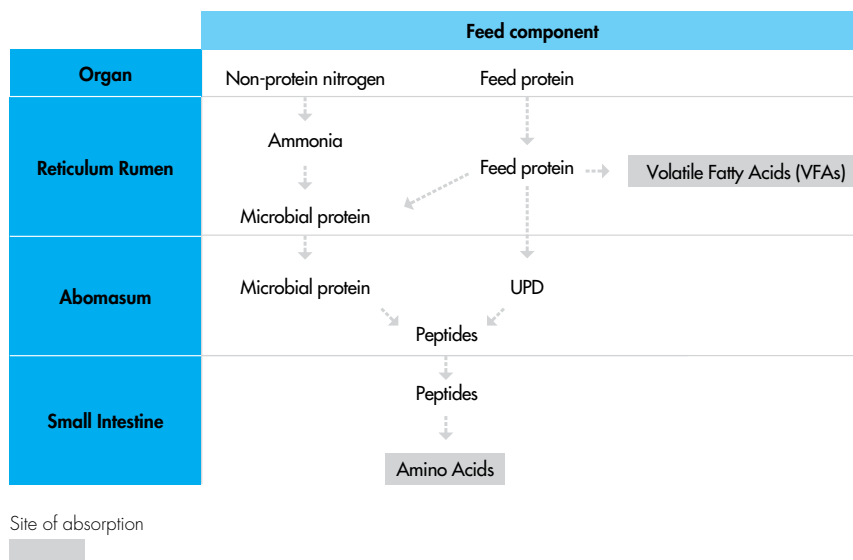 Feed component
Organ
Non-protein nitrogen
Feed protein
Reticulum Rumen
Ammonia
Feed protein
Volatile Fatty Acids (VFAs)
Microbial protein
Abomasum
Microbial protein
UPD
Peptides
Small Intestine
Peptides
Amino Acids
Site of absorption